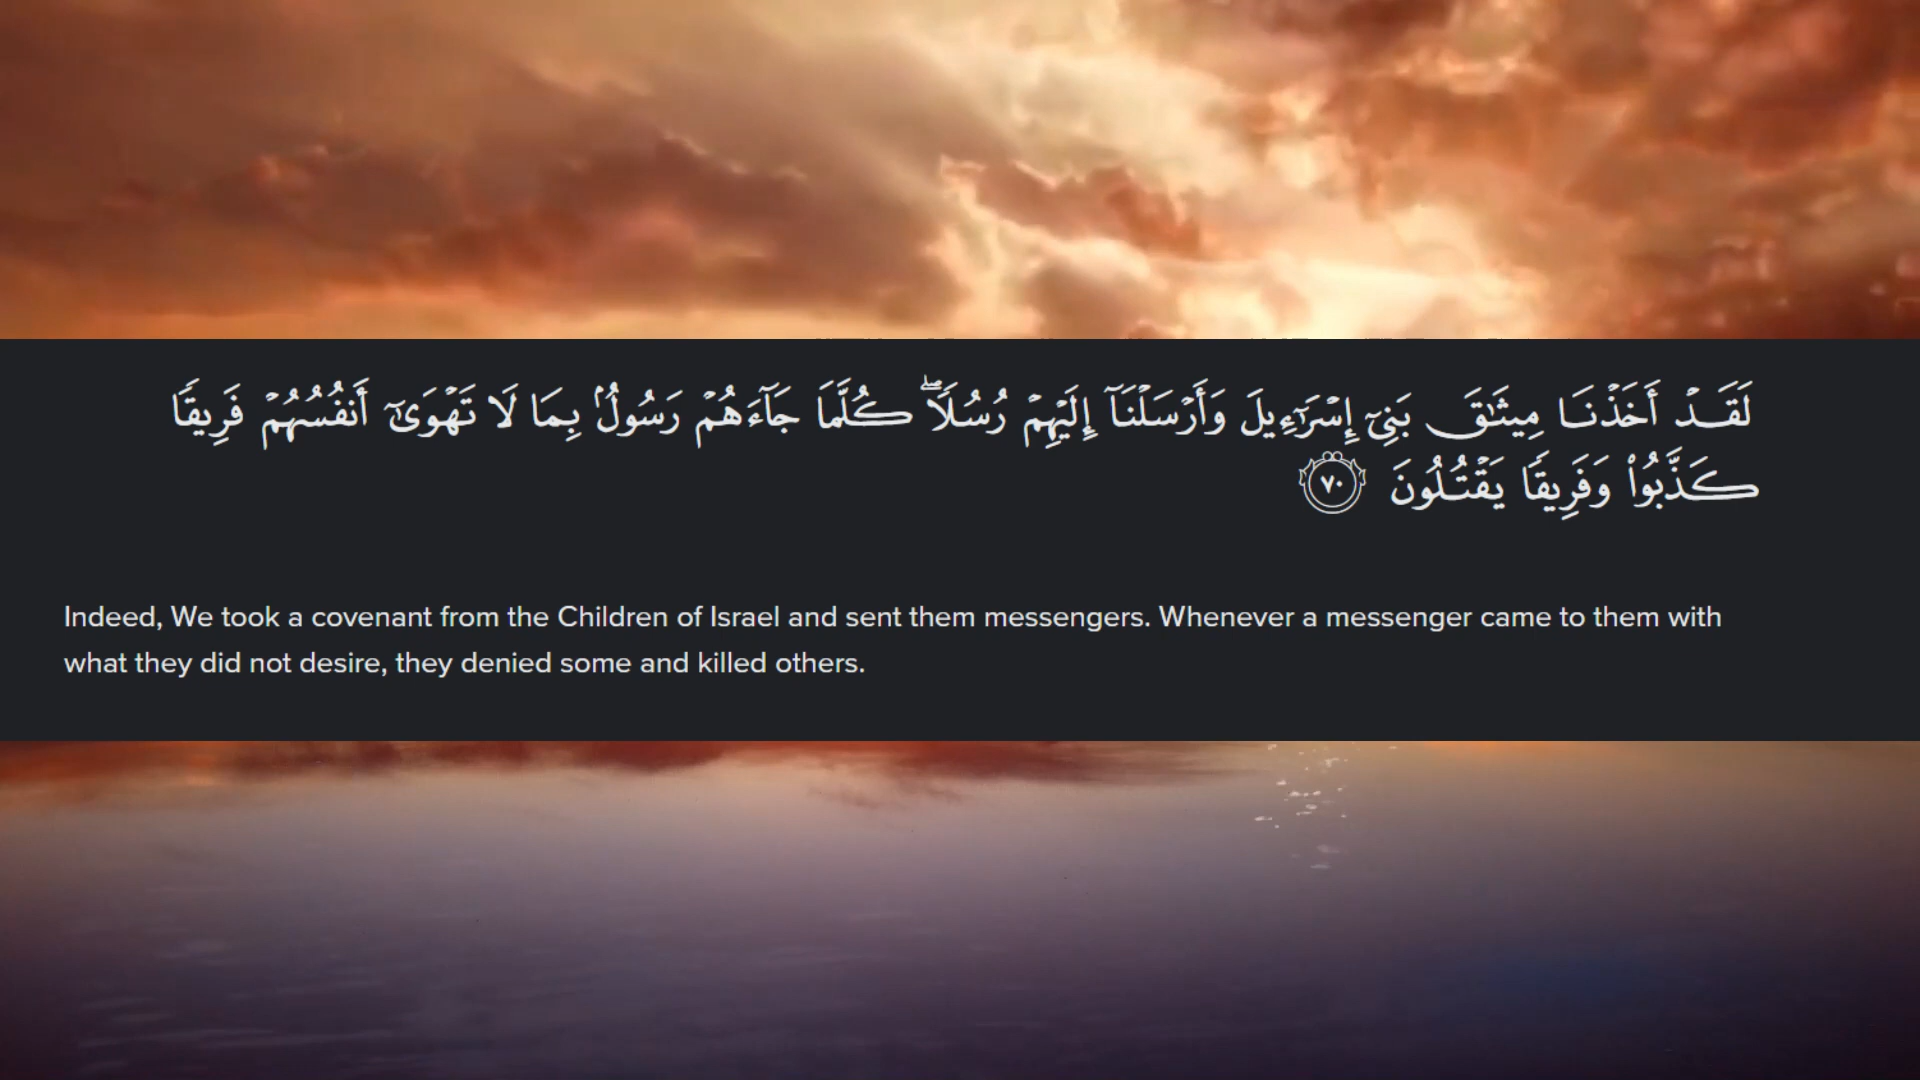 لَقَدْ أَخَذْنَا مِيثَٰقَ بَنِىٓ إِسْرَٰٓءِيلَ وَأَرْسَلْنَآ إِلَيْهِمْ رُسُلًا ۖ كُلَّمَا جَآءَهُمْ رَسُولٌۢ بِمَا لَا تَهْوَىٰٓ أَنفُسُهُمْ فَرِيقًا
كَذَّبُوا۟ وَفَرِيقًا يَقْتُلُونَ ٧٠
Indeed, We took a covenant from the Children of Israel and sent them messengers. Whenever a messenger came to them with
what they did not desire, they denied some and killed others.